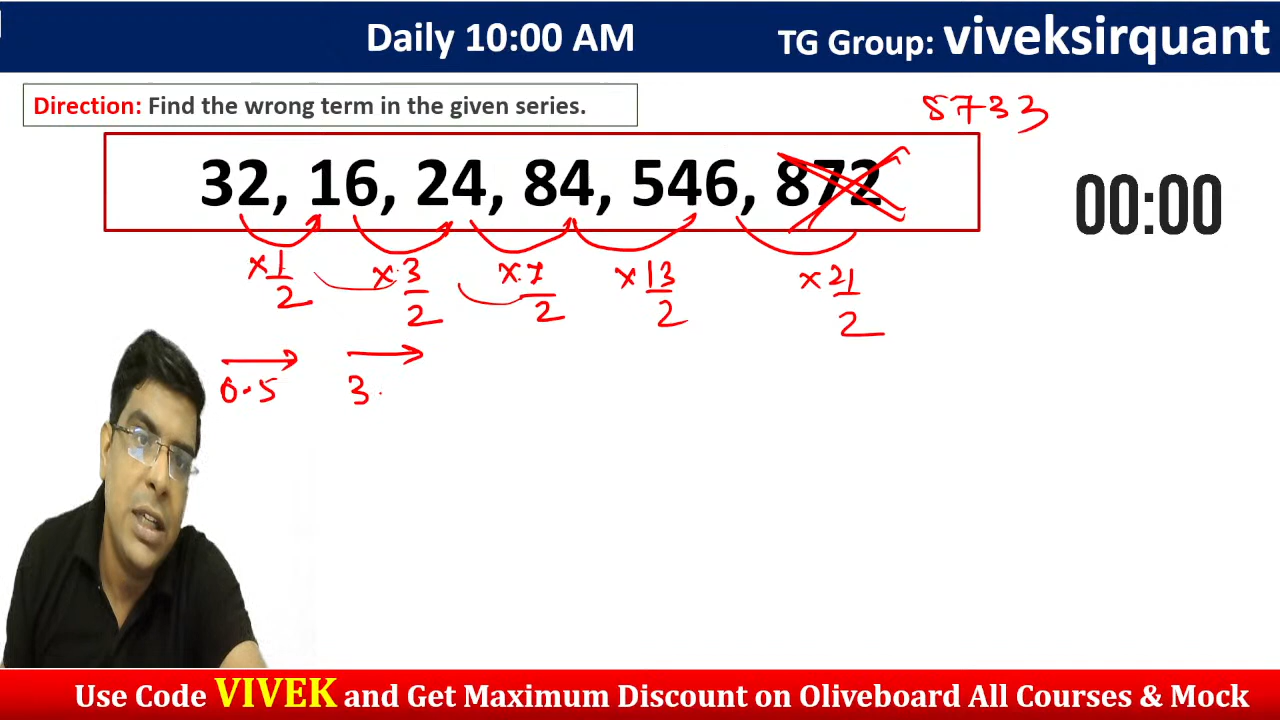 Daily 10:00 AM
TG Group: viveksirquant
Direction: Find the wrong term in the given series.
8733
32, 16, 24, 84, 546, 872
00:00
×1/2 ×3/2 ×7/2 ×13/2 ×21/2
0.5 3.
Use Code VIVEK and Get Maximum Discount on Oliveboard All Courses & Mock